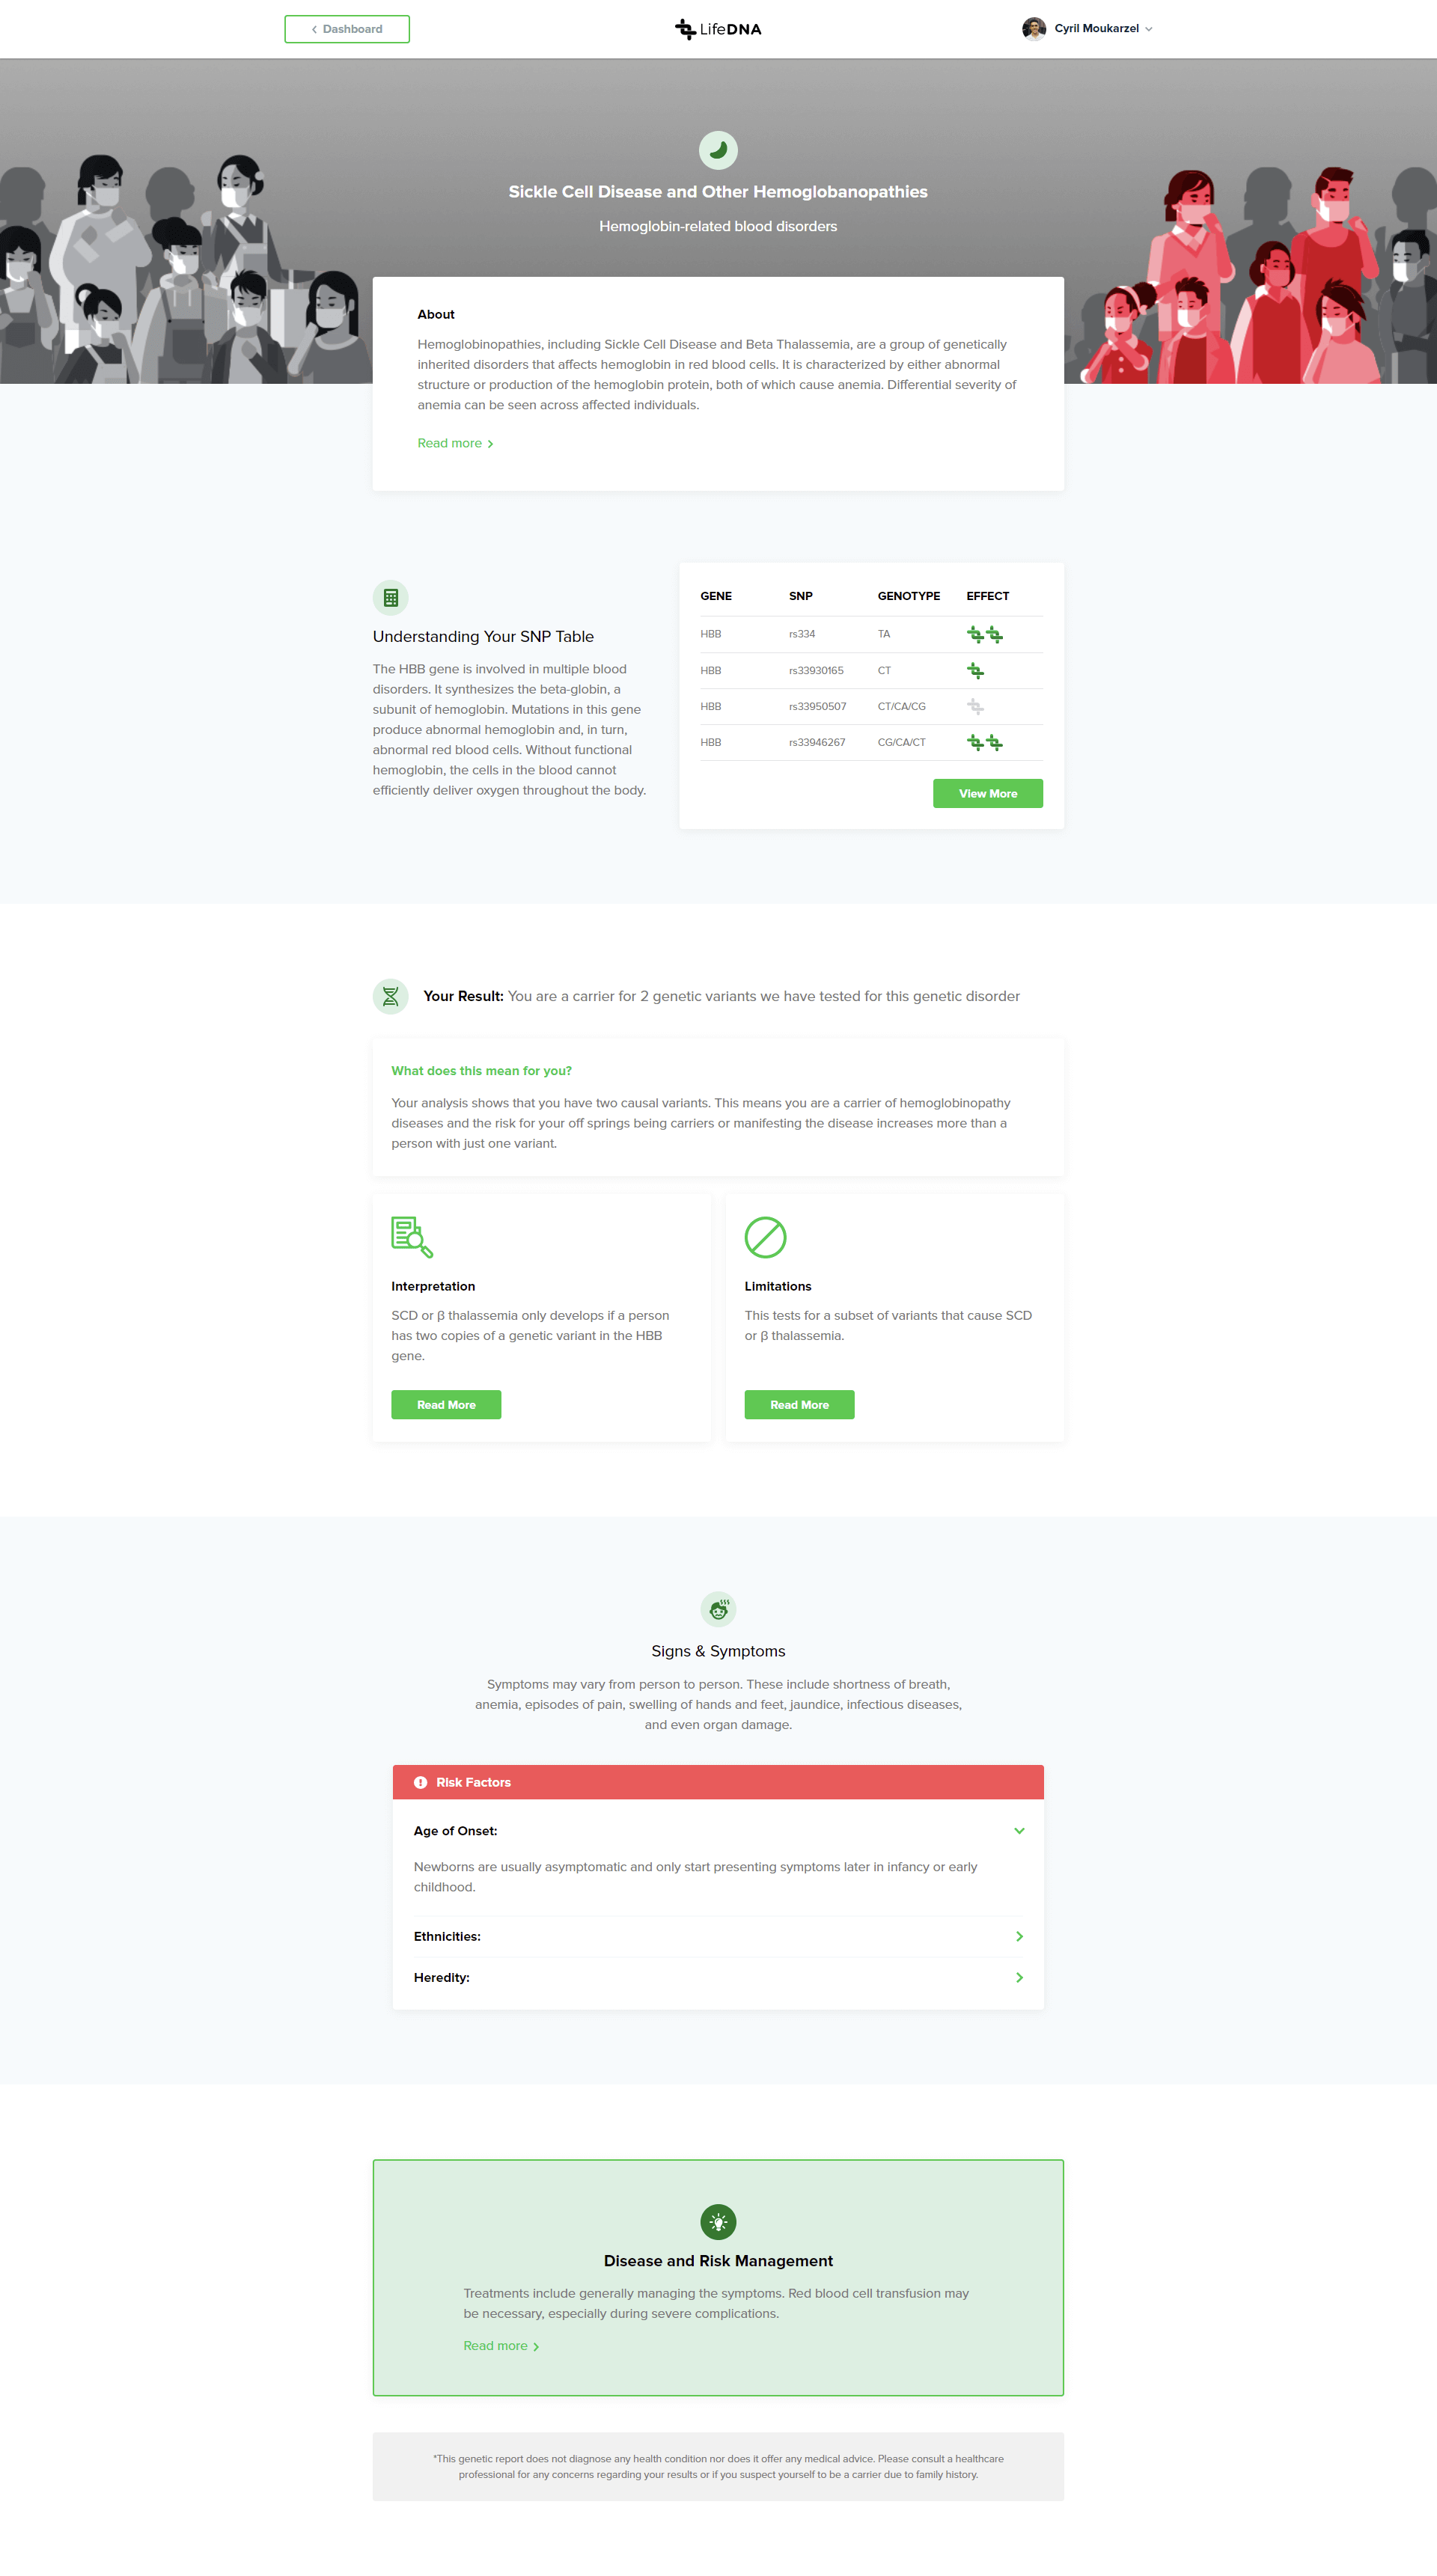 Dashboard
LifeDNA
Cyril Moukarzel
Sickle Cell Disease and Other Hemoglobanopathies
Hemoglobin-related blood disorders
About
Hemoglobinopathies, including Sickle Cell Disease and Beta Thalassemia, are a group of genetically
inherited disorders that affects hemoglobin in red blood cells. It is characterized by either abnormal
structure or production of the hemoglobin protein, both of which cause anemia. Differential severity of
anemia can be seen across affected individuals.
Read more
Understanding Your SNP Table
The HBB gene is involved in multiple blood
disorders. It synthesizes the beta-globin, a
subunit of hemoglobin. Mutations in this gene
produce abnormal hemoglobin and, in turn,
abnormal red blood cells. Without functional
hemoglobin, the cells in the blood cannot
efficiently deliver oxygen throughout the body.
GENE SNP GENOTYPE EFFECT
HBB rs334 TA
HBB rs33930165 CT
HBB rs33950507 CT/CA/CG
HBB rs33946267 CG/CA/CT
View More
Your Result: You are a carrier for 2 genetic variants we have tested for this genetic disorder
What does this mean for you?
Your analysis shows that you have two causal variants. This means you are a carrier of hemoglobinopathy
diseases and the risk for your off springs being carriers or manifesting the disease increases more than a
person with just one variant.
Interpretation
SCD or β thalassemia only develops if a person
has two copies of a genetic variant in the HBB
gene.
Read More
Limitations
This tests for a subset of variants that cause SCD
or β thalassemia.
Read More
Signs & Symptoms
Symptoms may vary from person to person. These include shortness of breath,
anemia, episodes of pain, swelling of hands and feet, jaundice, infectious diseases,
and even organ damage.
Risk Factors
Age of Onset:
Newborns are usually asymptomatic and only start presenting symptoms later in infancy or early
childhood.
Ethnicities:
Heredity:
Disease and Risk Management
Treatments include generally managing the symptoms. Red blood cell transfusion may
be necessary, especially during severe complications.
Read more
*This genetic report does not diagnose any health condition nor does it offer any medical advice. Please consult a healthcare
professional for any concerns regarding your results or if you suspect yourself to be a carrier due to family history.